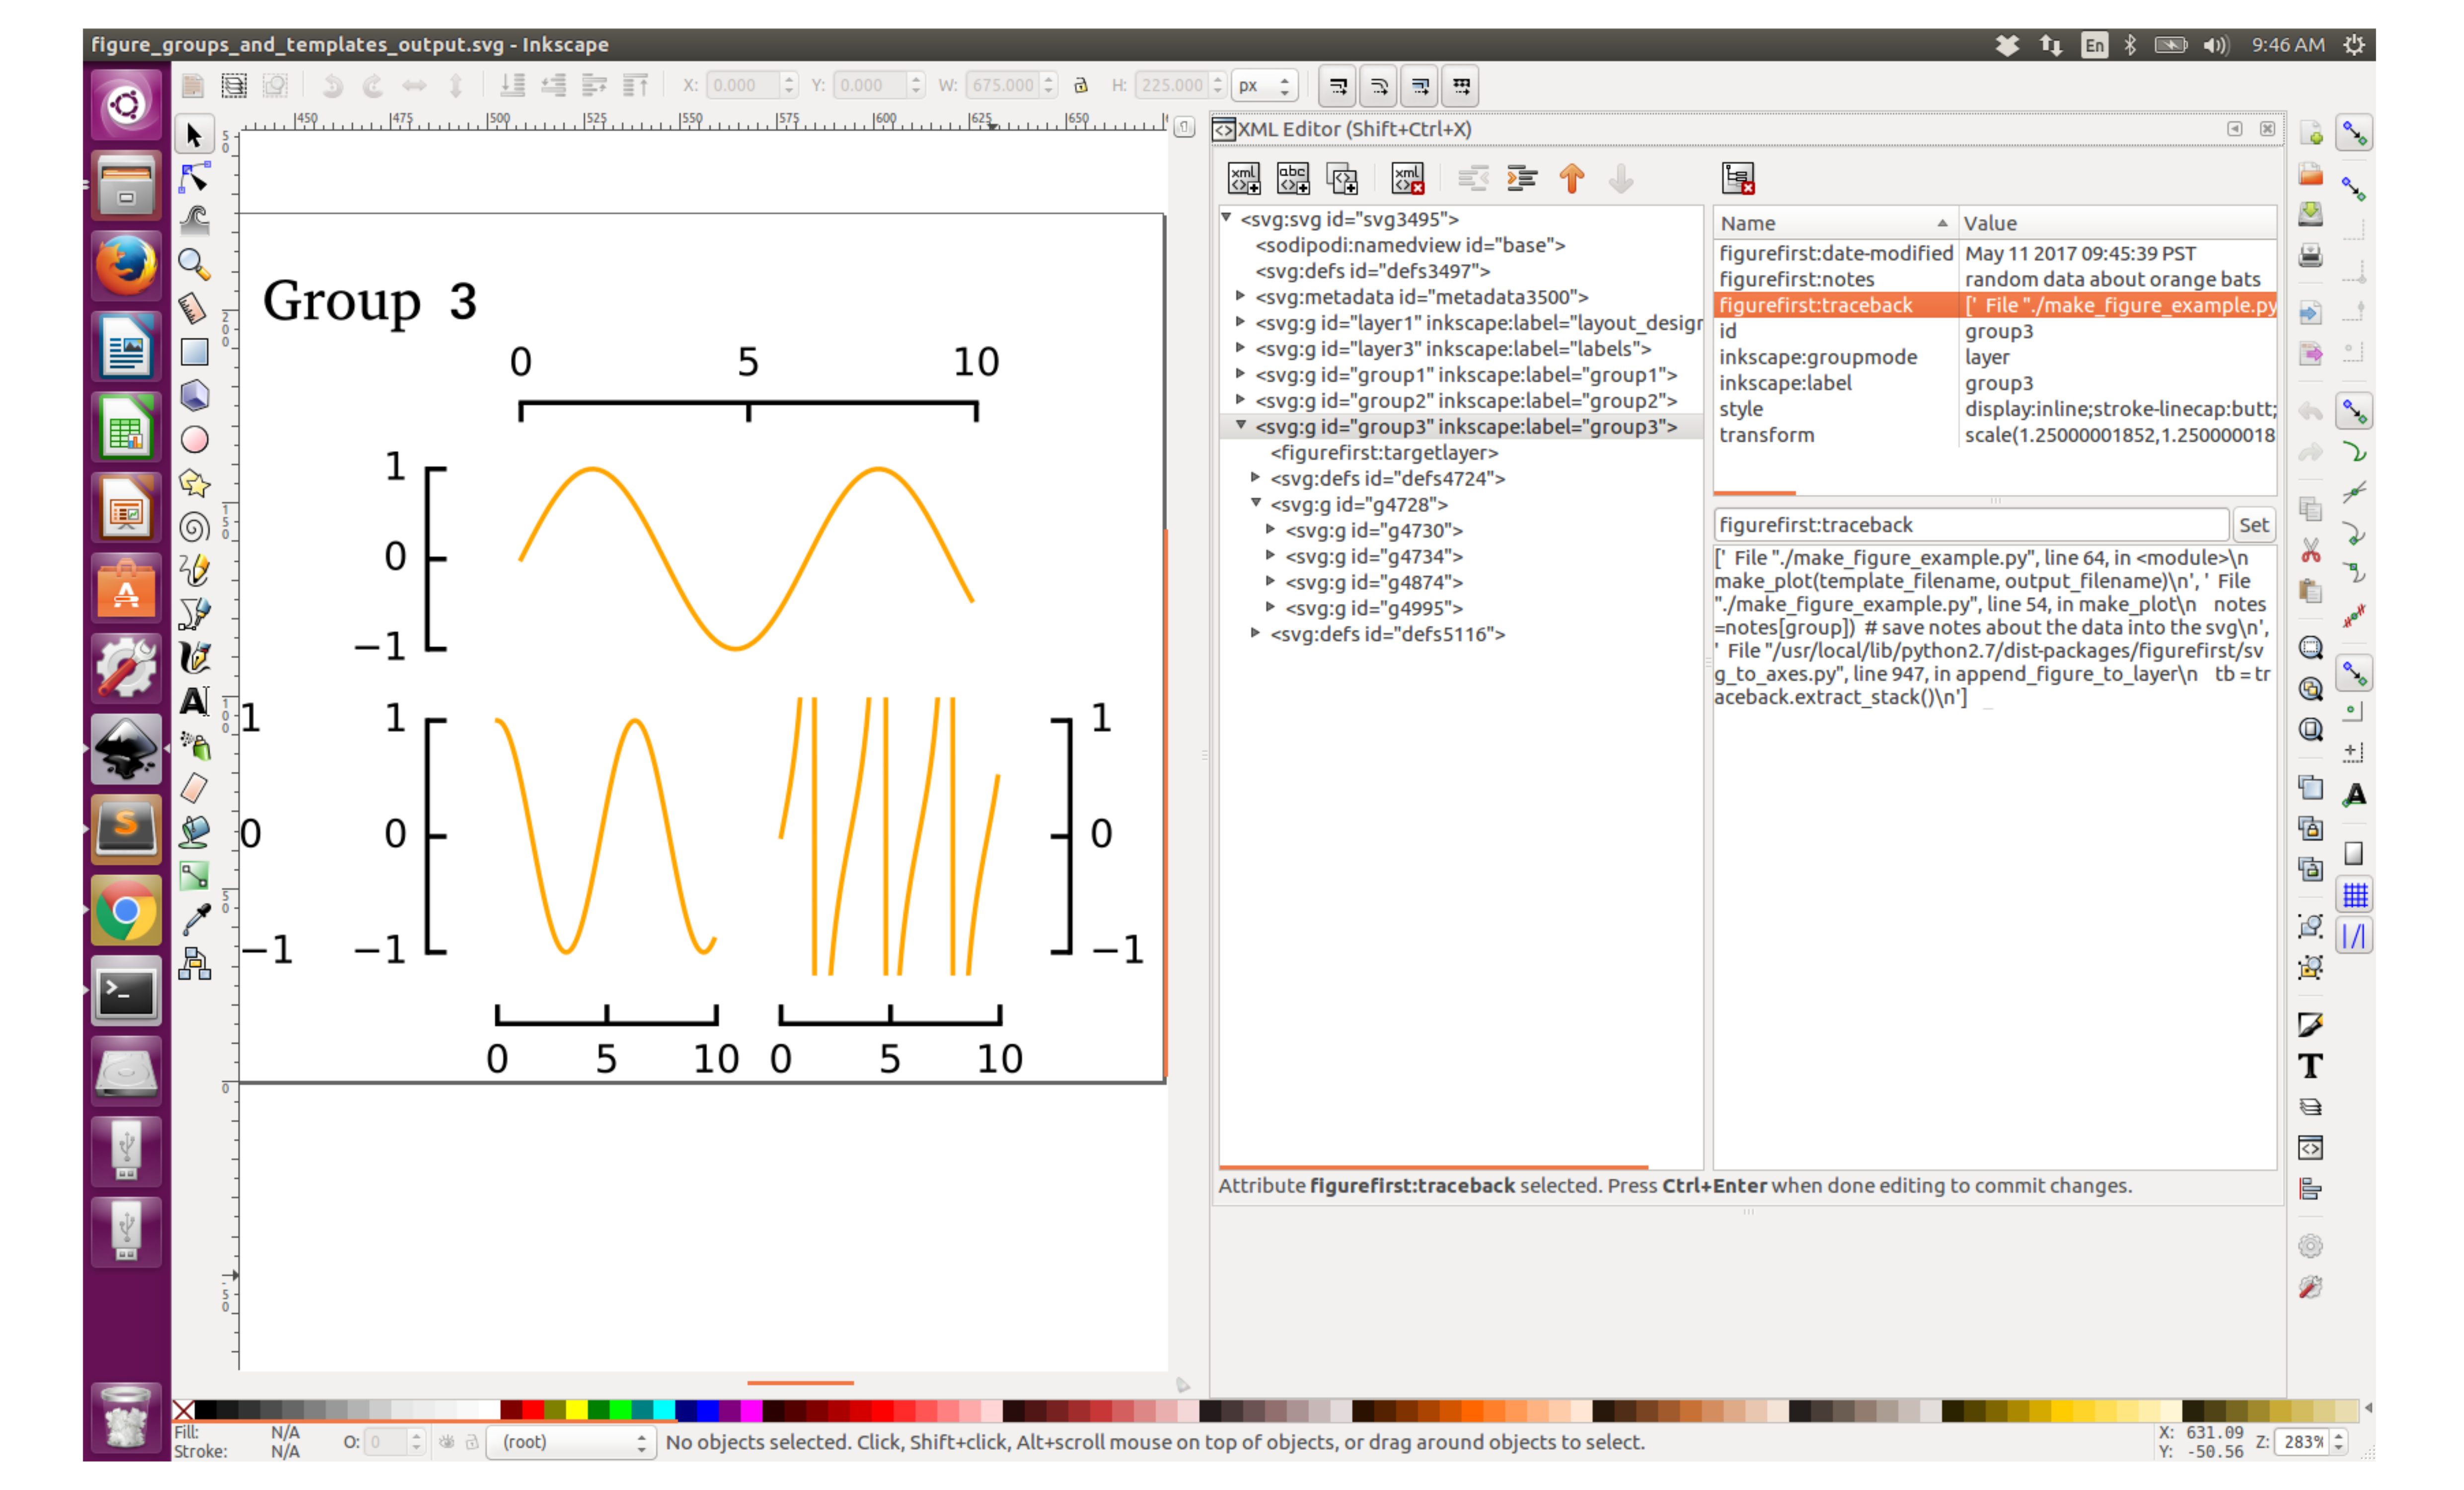 figure_groups_and_templates_output.svg - Inkscape
En
9:46 AM
X: 0.000
Y: 0.000
W: 675.000
H: 225.000
px
450 475 500 525 550 575 600 625 650
XML Editor (Shift+Ctrl+X)
Group 3
0 5 10
1
0
−1
1
0
−1
1
0
−1
1
0
−1
0 5 10
0 5 10
<svg:svg id="svg3495">
<sodipodi:namedview id="base">
<svg:defs id="defs3497">
<svg:metadata id="metadata3500">
<svg:g id="layer1" inkscape:label="layout_desigr
<svg:g id="layer3" inkscape:label="labels">
<svg:g id="group1" inkscape:label="group1">
<svg:g id="group2" inkscape:label="group2">
<svg:g id="group3" inkscape:label="group3">
<figurefirst:targetlayer>
<svg:defs id="defs4724">
<svg:g id="g4728">
<svg:g id="g4730">
<svg:g id="g4734">
<svg:g id="g4874">
<svg:g id="g4995">
<svg:defs id="defs5116">
Name Value
figurefirst:date-modified May 11 2017 09:45:39 PST
figurefirst:notes random data about orange bats
figurefirst:traceback [' File "./make_figure_example.py
id group3
inkscape:groupmode layer
inkscape:label group3
style display:inline;stroke-linecap:butt;
transform scale(1.25000001852,1.250000018
figurefirst:traceback Set
[' File "./make_figure_example.py", line 64, in <module>\n
make_plot(template_filename, output_filename)\n', ' File
"./make_figure_example.py", line 54, in make_plot\n notes
=notes[group]) # save notes about the data into the svg\n',
' File "/usr/local/lib/python2.7/dist-packages/figurefirst/sv
g_to_axes.py", line 947, in append_figure_to_layer\n tb = tr
aceback.extract_stack()\n']
Attribute figurefirst:traceback selected. Press Ctrl+Enter when done editing to commit changes.
Fill: N/A
Stroke: N/A
O: 0
(root)
No objects selected. Click, Shift+click, Alt+scroll mouse on top of objects, or drag around objects to select.
X: 631.09
Y: -50.56
Z: 283%